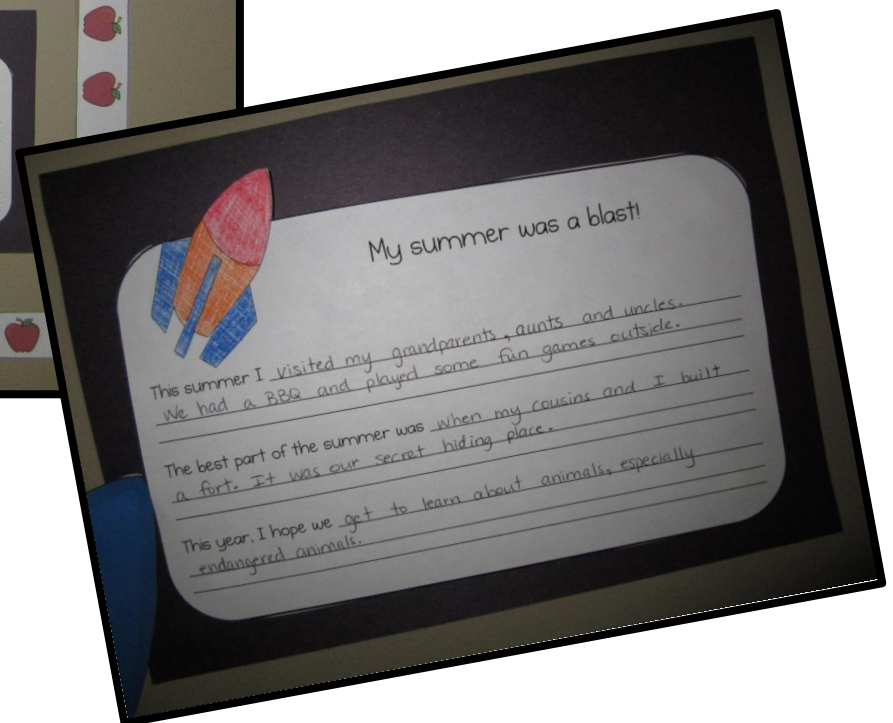 My summer was a blast!
This summer I visited my grandparents, aunts and uncles.
We had a BBQ and played some fun games outside.
The best part of the summer was when my cousins and I built
a fort. It was our secret hiding place.
This year, I hope we get to learn about animals, especially
endangered animals.